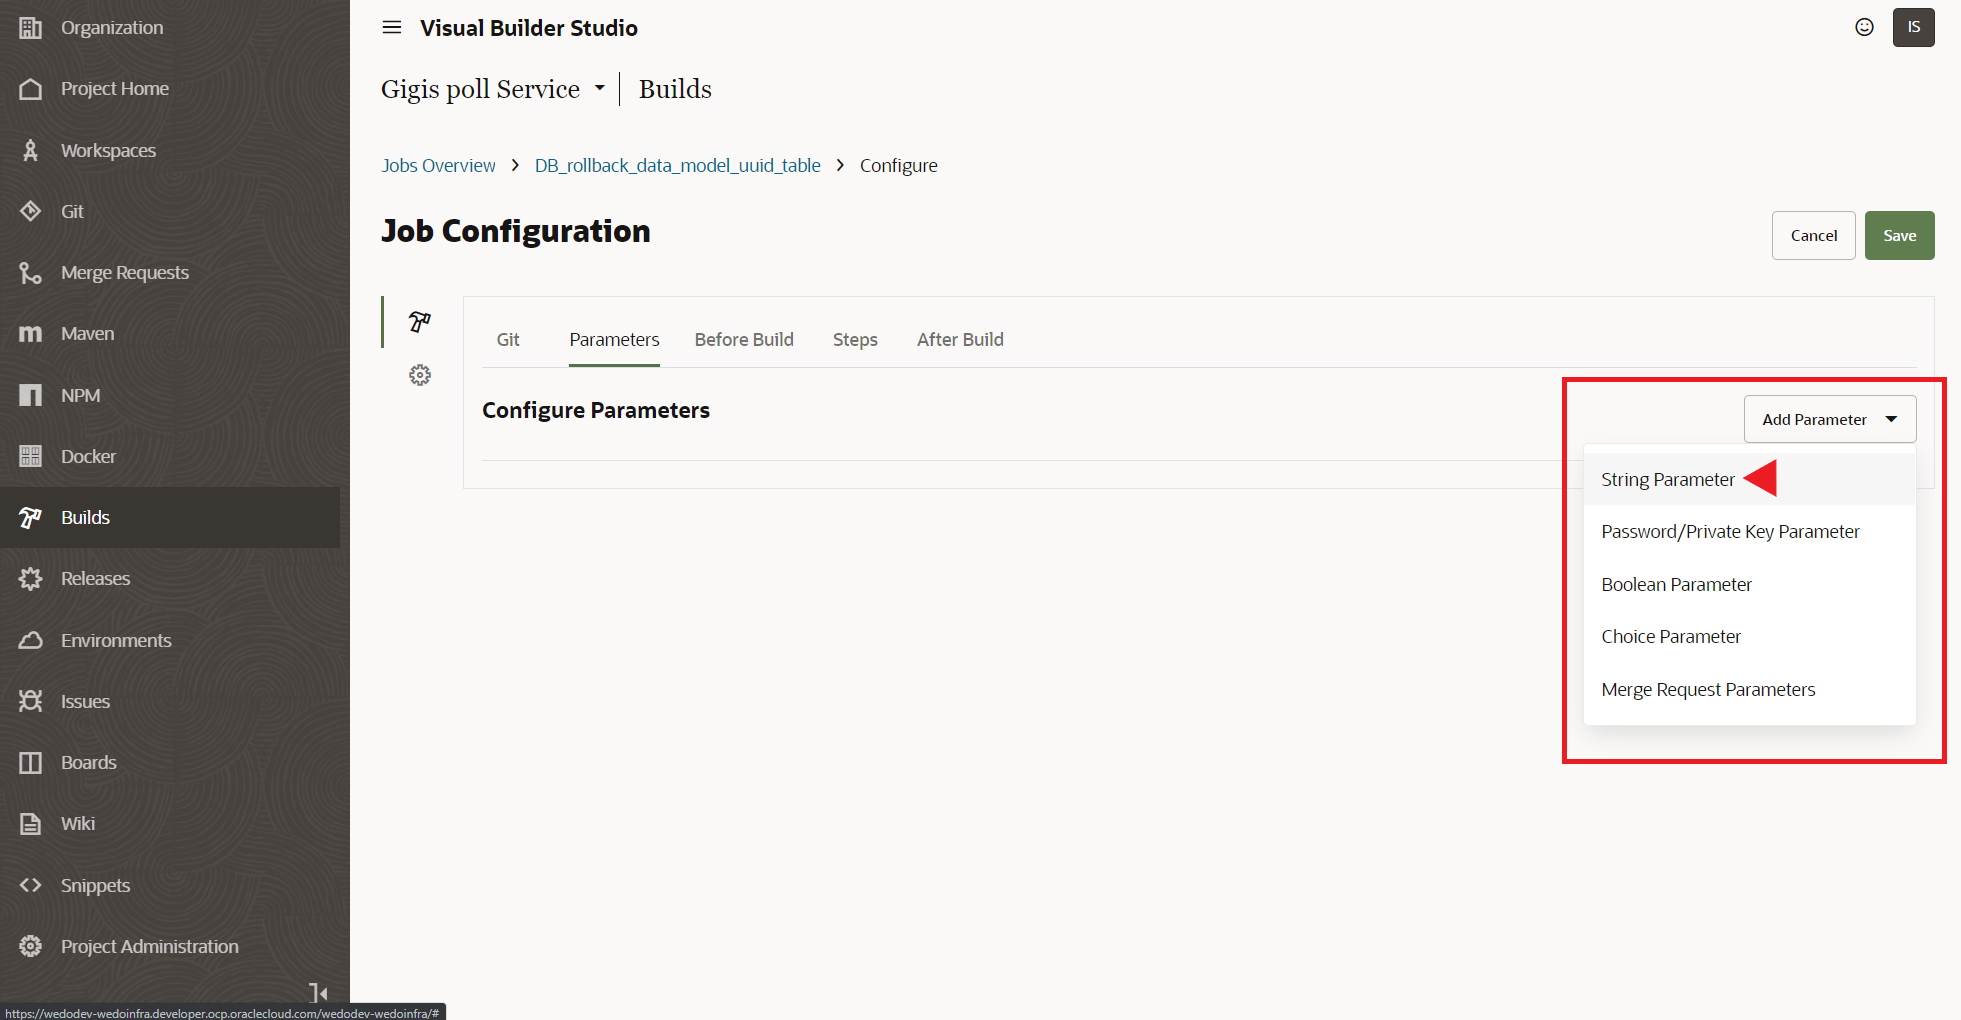 Organization
Project Home
Workspaces
Git
Merge Requests
Maven
NPM
Docker
Builds
Releases
Environments
Issues
Boards
Wiki
Snippets
Project Administration
https://wedodev-wedoinfra.developer.ocp.oraclecloud.com/wedodev-wedoinfra/#
Visual Builder Studio
IS
Gigis poll Service Builds
Jobs Overview > DB_rollback_data_model_uuid_table > Configure
Job Configuration
Cancel Save
Git Parameters Before Build Steps After Build
Configure Parameters
Add Parameter
String Parameter
Password/Private Key Parameter
Boolean Parameter
Choice Parameter
Merge Request Parameters